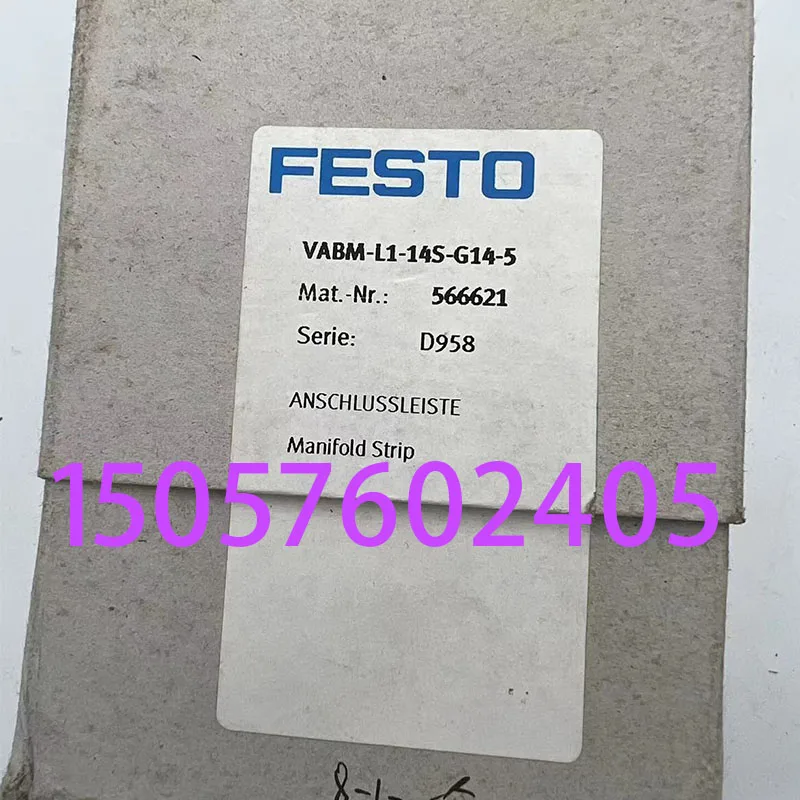 FESTO
VABM-L1-14S-G14-5
Mat.-Nr.: 566621
Serie: D958
ANSCHLUSSLEISTE
Manifold Strip
15057602405